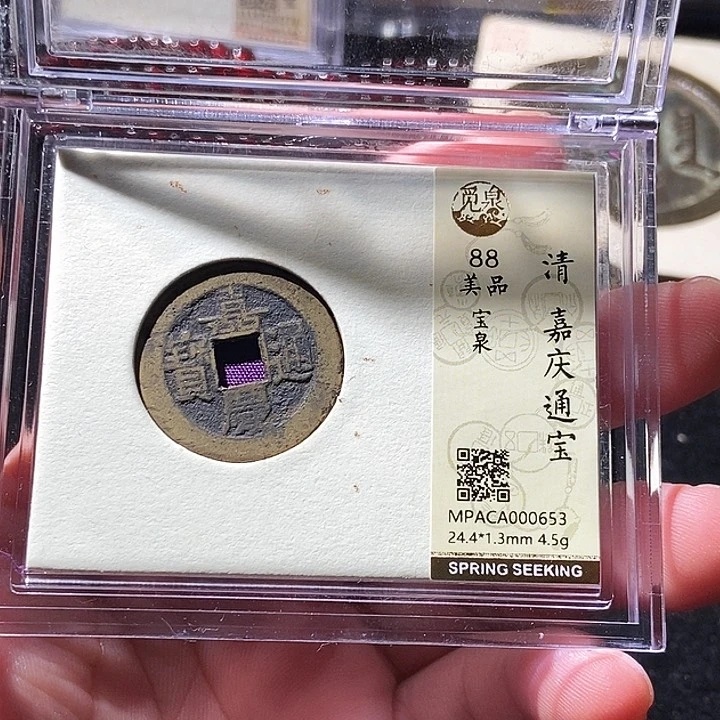 觅泉
88
美品
宝泉
清 嘉庆通宝
MPACA000653
24.4*1.3mm 4.5g
SPRING SEEKING
嘉慶通寶